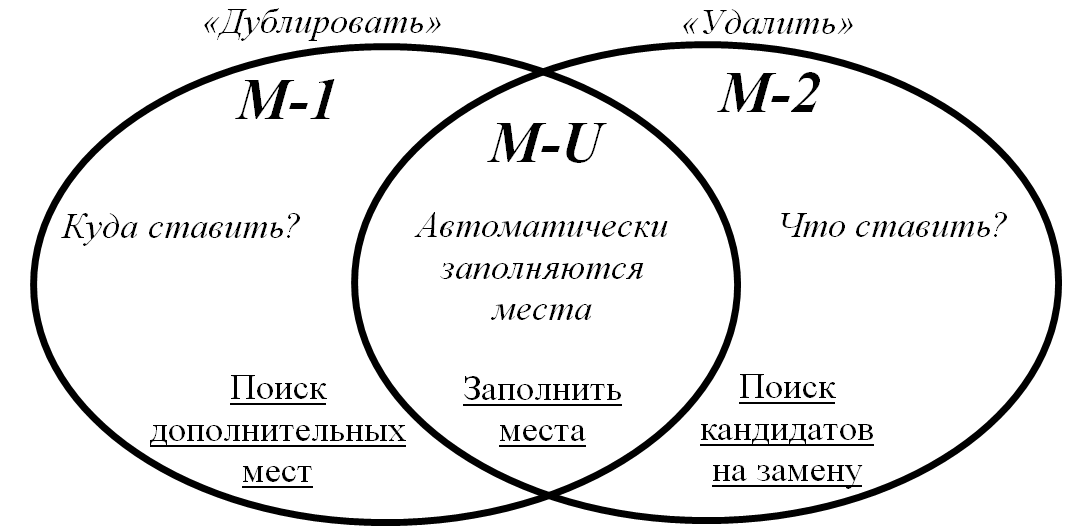 «Дублировать»
«Удалить»
М-1
М-2
М-U
Куда ставить?
Автоматически
заполняются
места
Что ставить?
Поиск
дополнительных
мест
Заполнить
места
Поиск
кандидатов
на замену